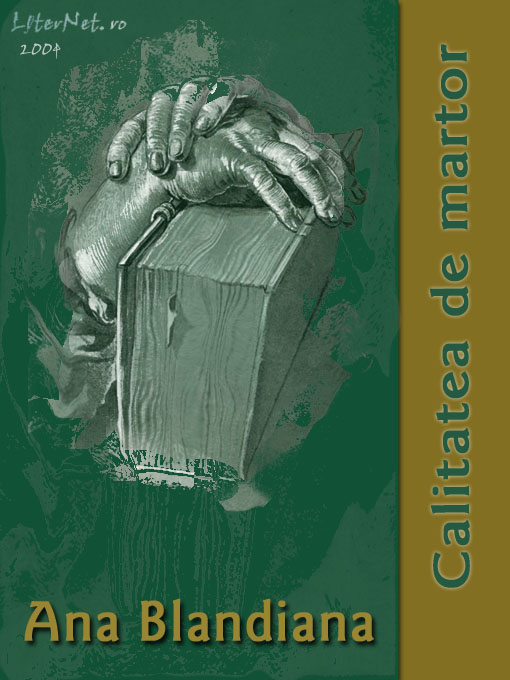 LiterNet.ro
2004
Calitatea de martor
Ana Blandiana